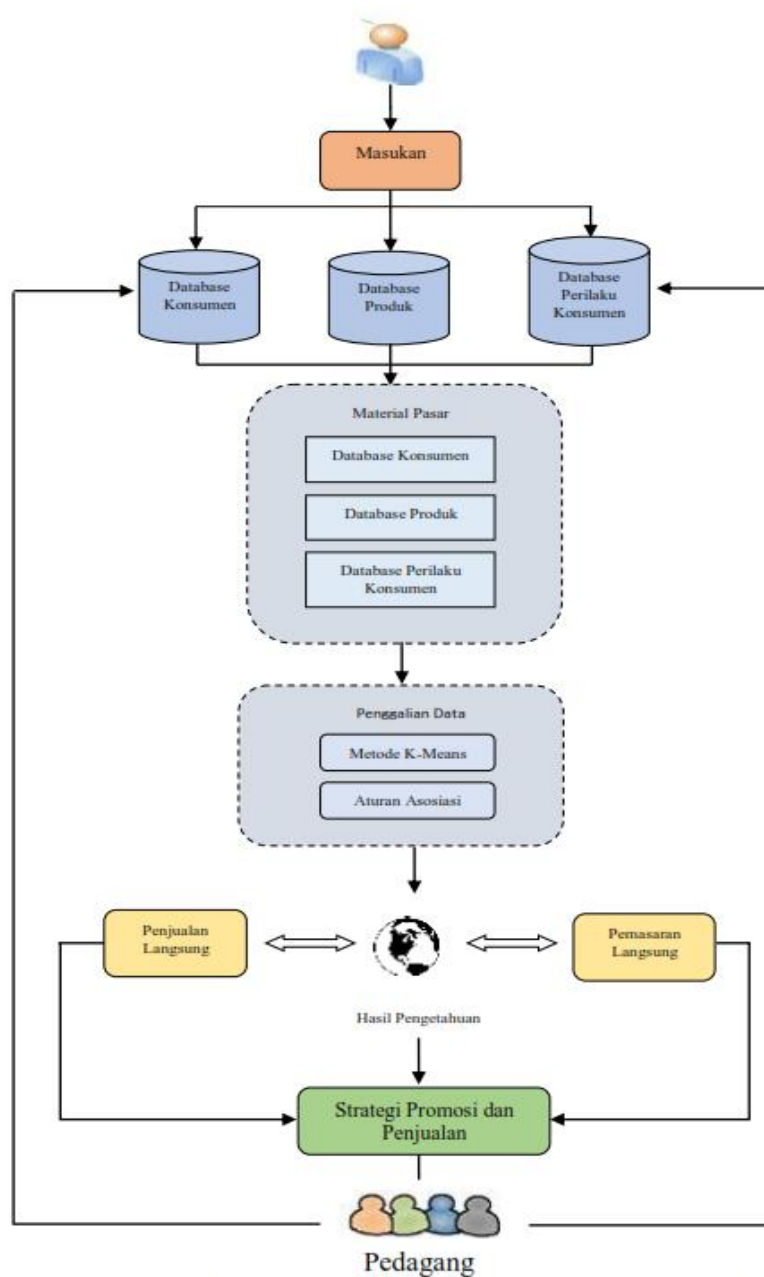 Masukan
Database
Konsumen
Database
Produk
Database
Perilaku
Konsumen
Material Pasar
Database Konsumen
Database Produk
Database Perilaku
Konsumen
Penggalian Data
Metode K-Means
Aturan Asosiasi
Penjualan
Langsung
Pemasaran
Langsung
Hasil Pengetahuan
Strategi Promosi dan
Penjualan
Pedagang